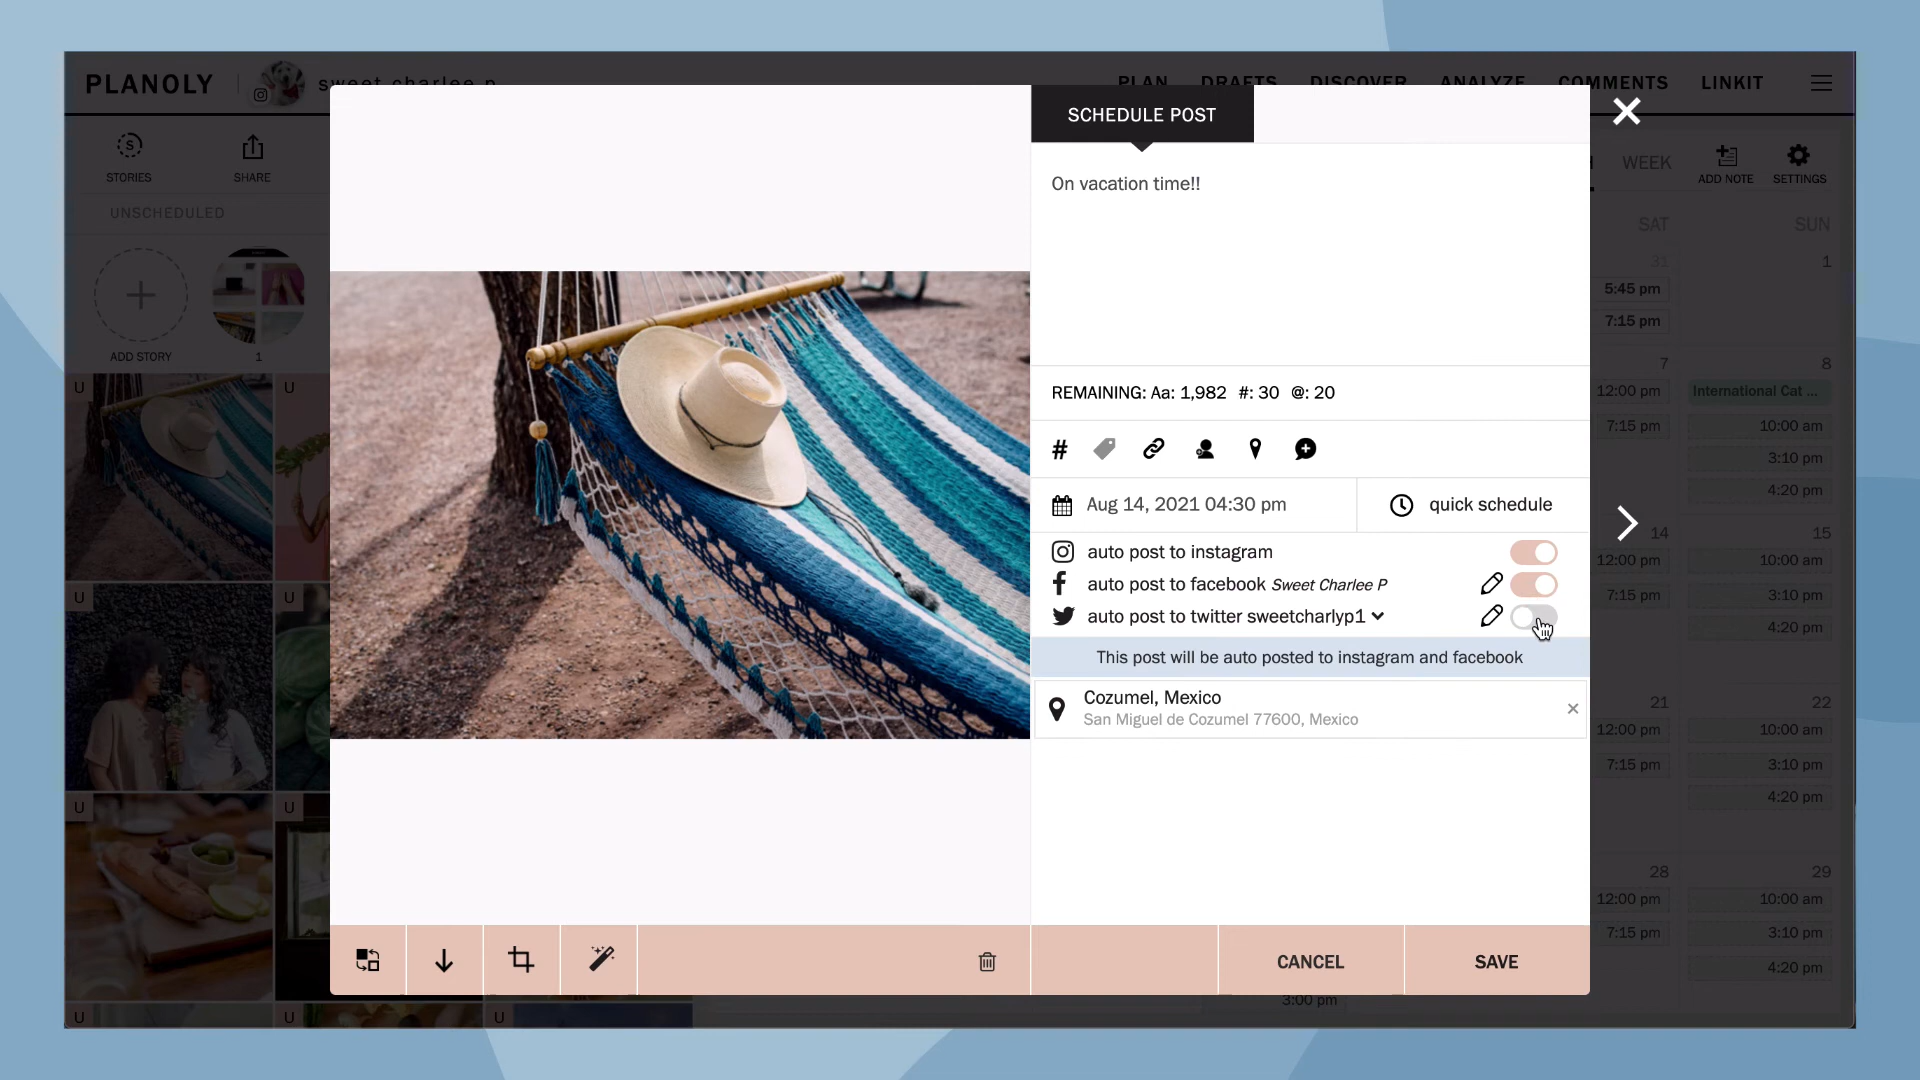 PLANOLY
sweet charlee p
PLAN DRAFTS DISCOVER ANALYZE COMMENTS LINKIT
STORIES
SHARE
UNSCHEDULED
ADD STORY
1
U U
U U
U U
U U U
SCHEDULE POST
On vacation time!!
REMAINING: Aa: 1,982 #: 30 @: 20
#
Aug 14, 2021 04:30 pm
quick schedule
auto post to instagram
auto post to facebook Sweet Charlee P
auto post to twitter sweetcharlyp1
This post will be auto posted to instagram and facebook
Cozumel, Mexico
San Miguel de Cozumel 77600, Mexico
CANCEL
SAVE
3:00 pm
WEEK
ADD NOTE
SETTINGS
SAT SUN
31 1
5:45 pm
7:15 pm
7 8
12:00 pm International Cat ...
7:15 pm 10:00 am
3:10 pm
4:20 pm
14 15
12:00 pm 10:00 am
7:15 pm 3:10 pm
4:20 pm
21 22
12:00 pm 10:00 am
7:15 pm 3:10 pm
4:20 pm
28 29
12:00 pm 10:00 am
7:15 pm 3:10 pm
4:20 pm